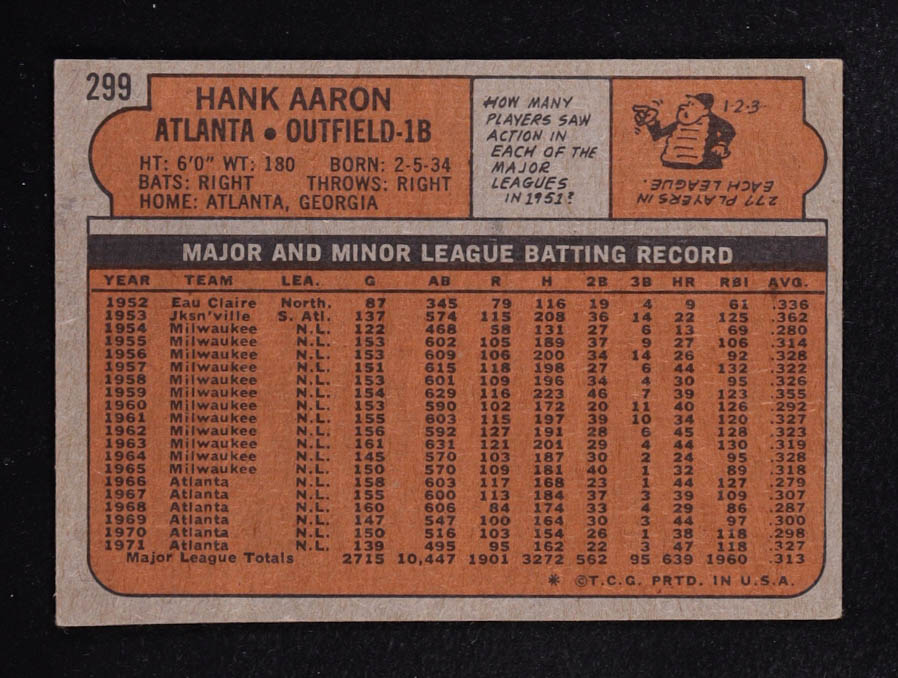 299
HANK AARON
ATLANTA • OUTFIELD-1B
HT: 6'0" WT: 180 BORN: 2-5-34
BATS: RIGHT THROWS: RIGHT
HOME: ATLANTA, GEORGIA
HOW MANY
PLAYERS SAW
ACTION IN
EACH OF THE
MAJOR
LEAGUES
IN 1951?
1-2-3-
277 PLAYERS IN
EACH LEAGUE.
MAJOR AND MINOR LEAGUE BATTING RECORD
YEAR TEAM LEA. G AB R H 2B 3B HR RBI AVG.
1952 Eau Claire North. 87 345 79 116 19 4 9 61 .336
1953 Jksn'ville S. Atl. 137 574 115 208 36 14 22 125 .362
1954 Milwaukee N.L. 122 468 58 131 27 6 13 69 .280
1955 Milwaukee N.L. 153 602 105 189 37 9 27 106 .314
1956 Milwaukee N.L. 153 609 106 200 34 14 26 92 .328
1957 Milwaukee N.L. 151 615 118 198 27 6 44 132 .322
1958 Milwaukee N.L. 153 601 109 196 34 4 30 95 .326
1959 Milwaukee N.L. 154 629 116 223 46 7 39 123 .355
1960 Milwaukee N.L. 153 590 102 172 20 11 40 126 .292
1961 Milwaukee N.L. 155 603 115 197 39 10 34 120 .327
1962 Milwaukee N.L. 156 592 127 191 28 6 45 128 .323
1963 Milwaukee N.L. 161 631 121 201 29 4 44 130 .319
1964 Milwaukee N.L. 145 570 103 187 30 2 24 95 .328
1965 Milwaukee N.L. 150 570 109 181 40 1 32 89 .318
1966 Atlanta N.L. 158 603 117 168 23 1 44 127 .279
1967 Atlanta N.L. 155 600 113 184 37 3 39 109 .307
1968 Atlanta N.L. 160 606 84 174 33 4 29 86 .287
1969 Atlanta N.L. 147 547 100 164 30 3 44 97 .300
1970 Atlanta N.L. 150 516 103 154 26 1 38 118 .298
1971 Atlanta N.L. 139 495 95 162 22 3 47 118 .327
Major League Totals 2715 10,447 1901 3272 562 95 639 1960 .313
* ©T.C.G. PRTD. IN U.S.A.